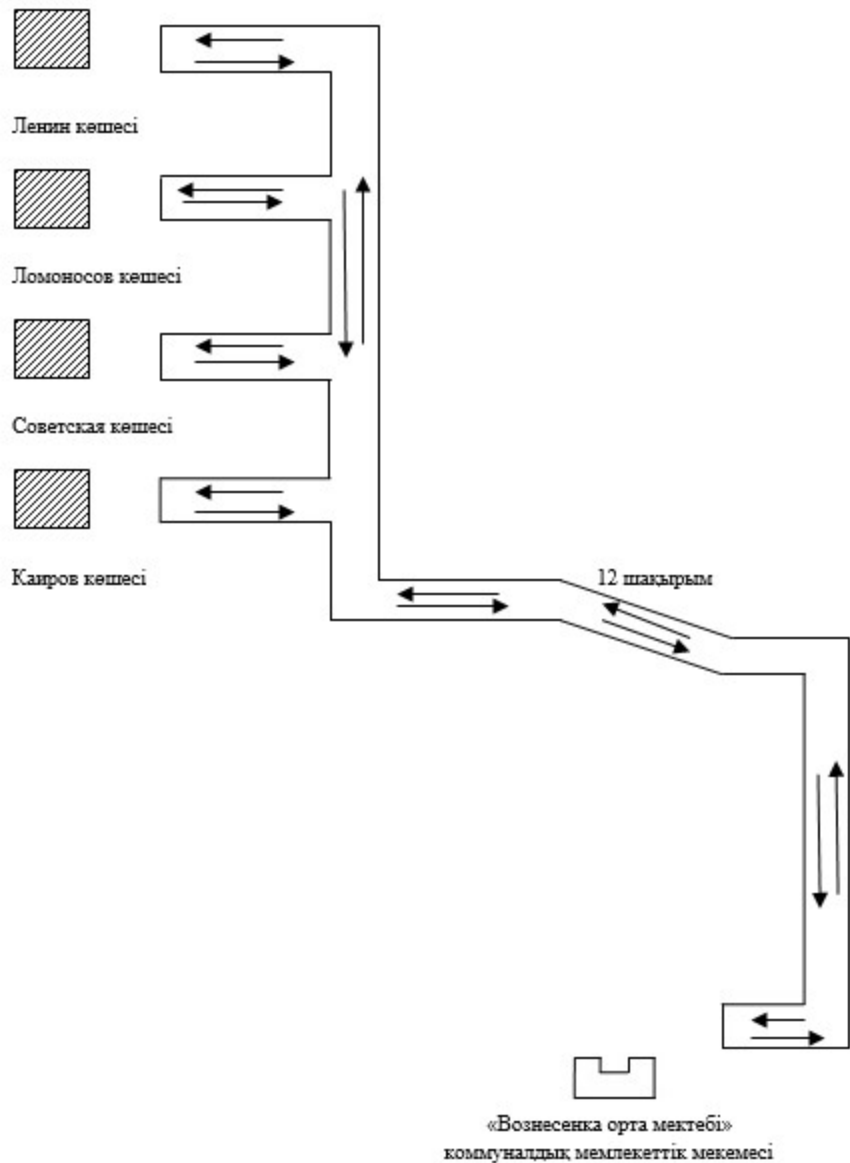 Ленин көшесі
Ломоносов көшесі
Советская көшесі
Каиров көшесі
12 шақырым
«Вознесенка орта мектебі»
коммуналдық мемлекеттік мекемесі